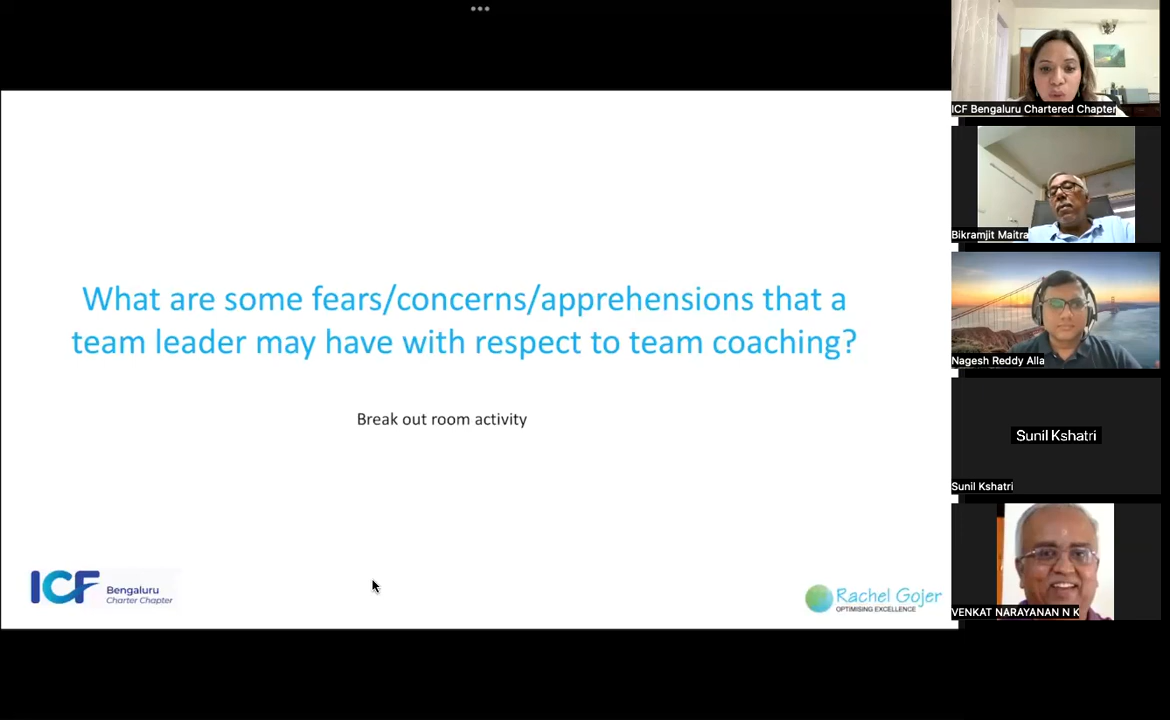 What are some fears/concerns/apprehensions that a
team leader may have with respect to team coaching?
Break out room activity
ICF Bengaluru
Charter Chapter
Rachel Gojer
OPTIMISING EXCELLENCE
ICF Bengaluru Chartered Chapter
Bikramjit Maitra
Nagesh Reddy Alla
Sunil Kshatri
Sunil Kshatri
VENKAT NARAYANAN N K